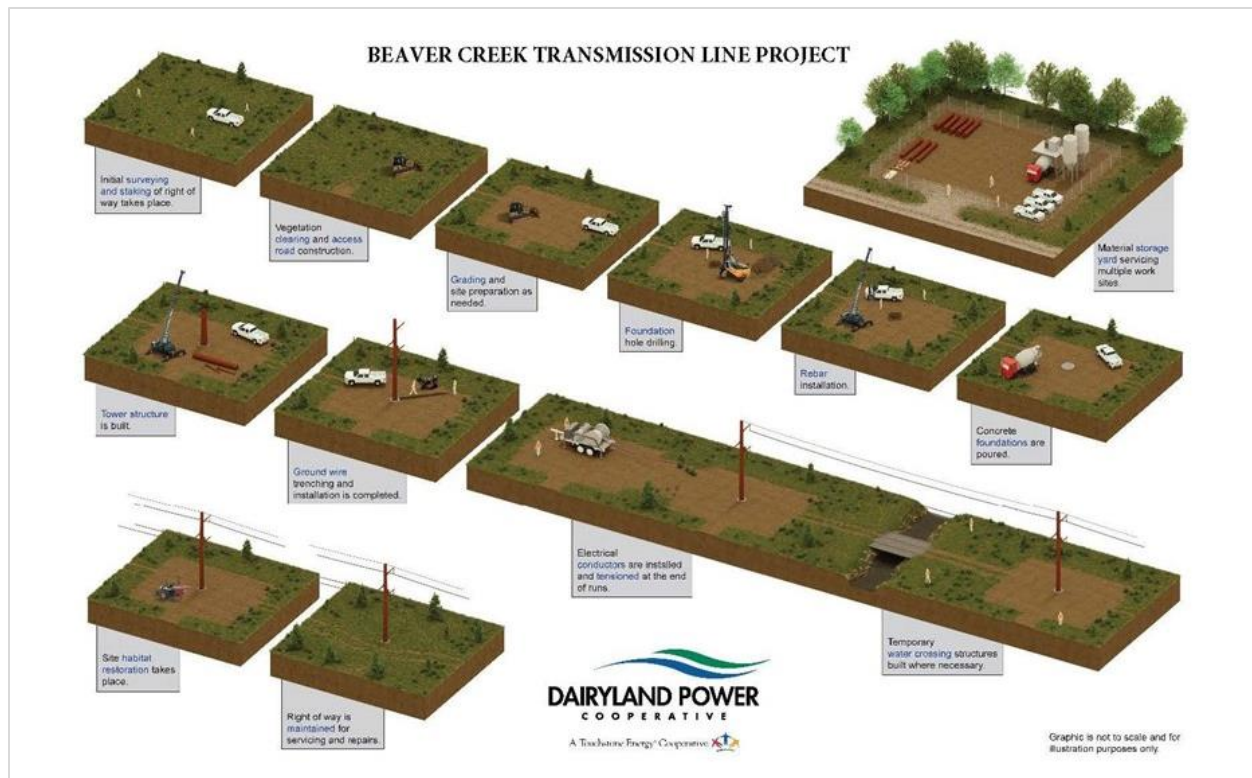 BEAVER CREEK TRANSMISSION LINE PROJECT
Initial surveying
and staking of right of
way takes place.
Vegetation
clearing and access
road construction.
Grading and
site preparation as
needed.
Foundation
hole drilling.
Rebar
installation.
Concrete
foundations are
poured.
Material storage
yard servicing
multiple work
sites.
Tower structure
is built.
Ground wire
trenching and
installation is completed.
Electrical
conductors are installed
and tensioned at the end
of runs.
Temporary
water crossing structures
built where necessary.
Site habitat
restoration takes
place.
Right of way is
maintained for
servicing and repairs.
DAIRYLAND POWER
COOPERATIVE
A Touchstone Energy® Cooperative
Graphic is not to scale and for
illustration purposes only.